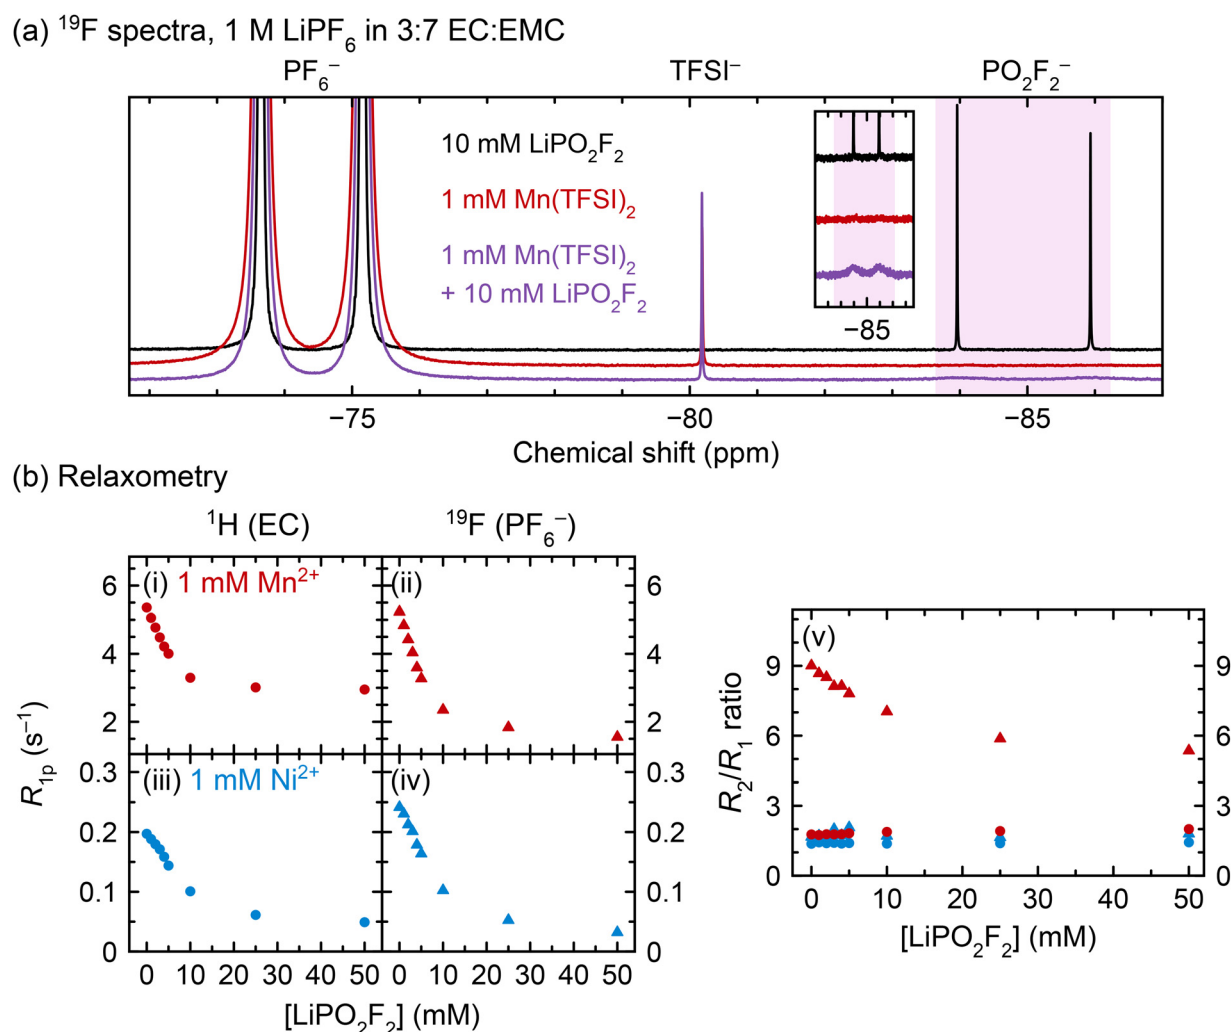 (a) ¹⁹F spectra, 1 M LiPF₆ in 3:7 EC:EMC
PF₆⁻ TFSI⁻ PO₂F₂⁻
10 mM LiPO₂F₂
1 mM Mn(TFSI)₂
1 mM Mn(TFSI)₂
+ 10 mM LiPO₂F₂
−85
−75 −80 −85
Chemical shift (ppm)
(b) Relaxometry
¹H (EC) ¹⁹F (PF₆⁻)
(i) 1 mM Mn²⁺ (ii)
6 4 2
6 4 2
(iii) 1 mM Ni²⁺ (iv)
0.3 0.2 0.1 0
0.3 0.2 0.1 0
R₁ₚ (s⁻¹)
0 10 20 30 40 50 0 10 20 30 40 50
[LiPO₂F₂] (mM)
(v)
9 6 3 0
9 6 3 0
R₂/R₁ ratio
0 10 20 30 40 50
[LiPO₂F₂] (mM)